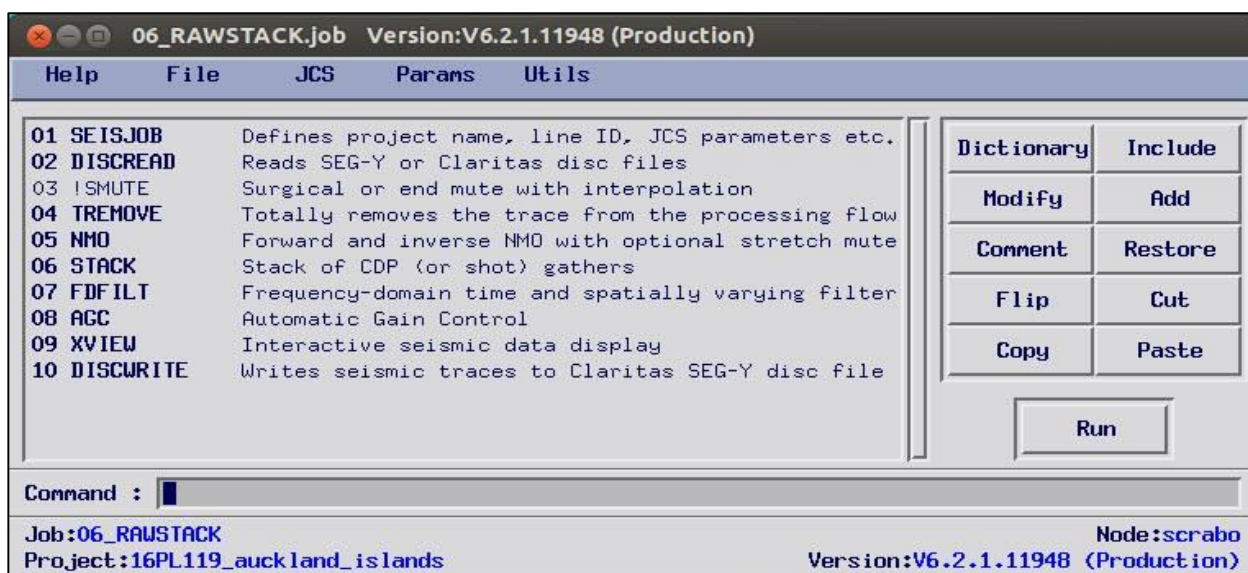 06_RAWSTACK.job Version:V6.2.1.11948 (Production)
Help File JCS Params Utils
01 SEISJOB Defines project name, line ID, JCS parameters etc.
02 DISCREAD Reads SEG-Y or Claritas disc files
03 !SMUTE Surgical or end mute with interpolation
04 TREMOVE Totally removes the trace from the processing flow
05 NMO Forward and inverse NMO with optional stretch mute
06 STACK Stack of CDP (or shot) gathers
07 FDFILT Frequency-domain time and spatially varying filter
08 AGC Automatic Gain Control
09 XVIEW Interactive seismic data display
10 DISCWRITE Writes seismic traces to Claritas SEG-Y disc file
Dictionary Include
Modify Add
Comment Restore
Flip Cut
Copy Paste
Run
Command :
Job:06_RAWSTACK Node:scrabo
Project:16PL119_auckland_islands Version:V6.2.1.11948 (Production)